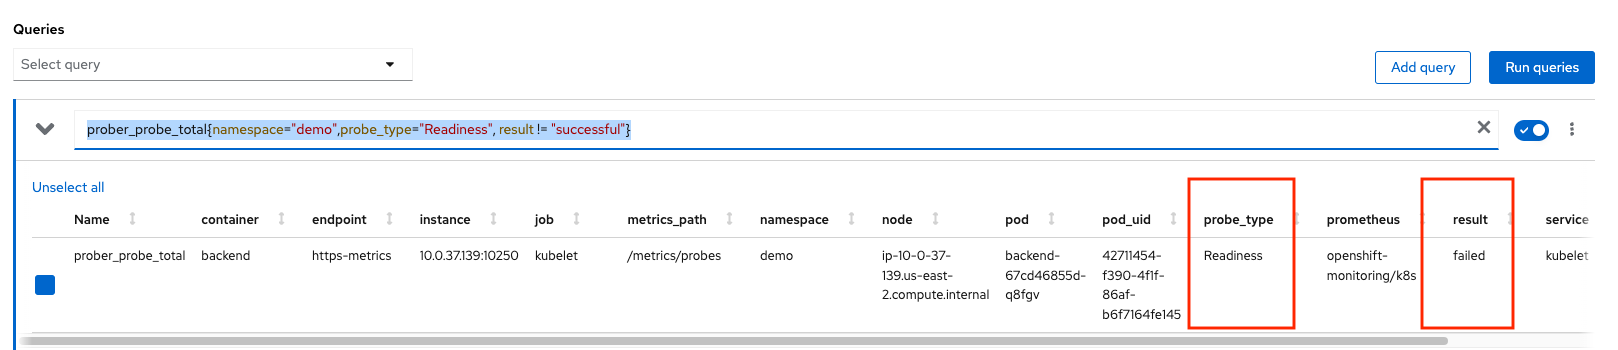 Queries
Select query
Add query
Run queries
prober_probe_total{namespace="demo",probe_type="Readiness", result != "successful"}
Unselect all
Name container endpoint instance job metrics_path namespace node pod pod_uid probe_type prometheus result service
prober_probe_total backend https-metrics 10.0.37.139:10250 kubelet /metrics/probes demo ip-10-0-37- backend- 42711454- Readiness openshift- failed kubelet
139.us-east- 67cd46855d- f390-4f1f- monitoring/k8s
2.compute.internal q8fgv 86af-
b6f7164fe145